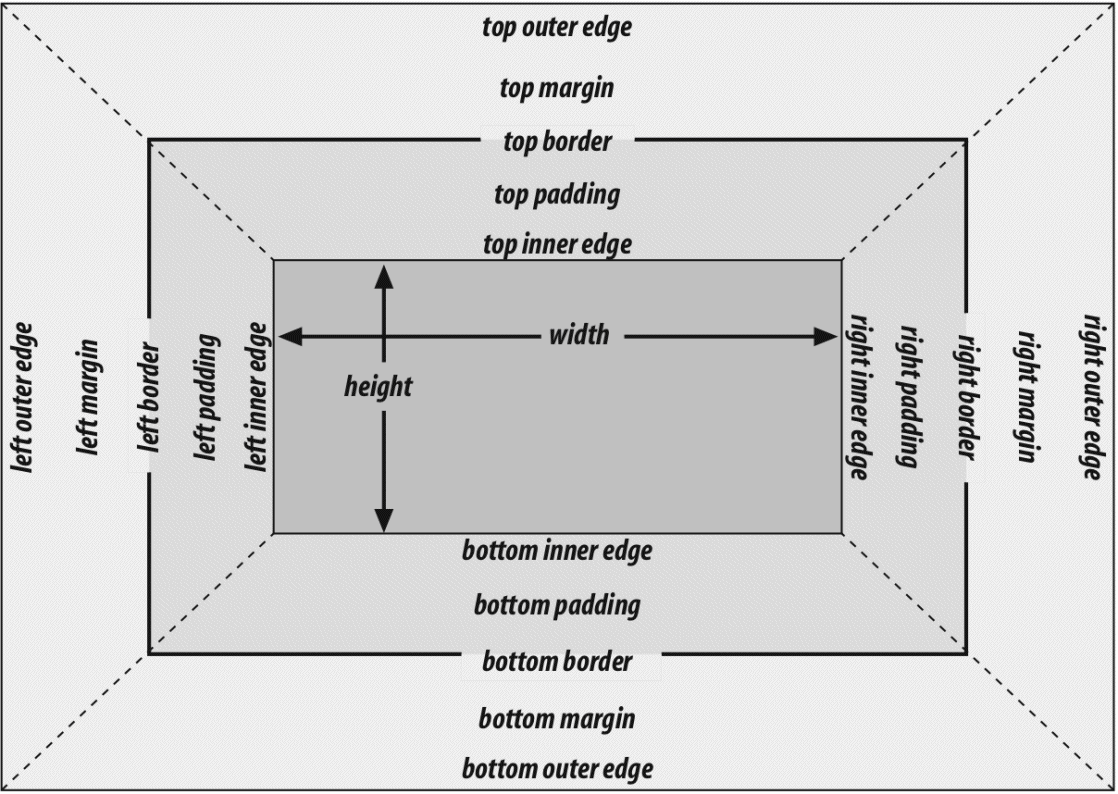 top outer edge
top margin
top border
top padding
top inner edge
left outer edge
left margin
left border
left padding
left inner edge
width
height
right inner edge
right padding
right border
right margin
right outer edge
bottom inner edge
bottom padding
bottom border
bottom margin
bottom outer edge